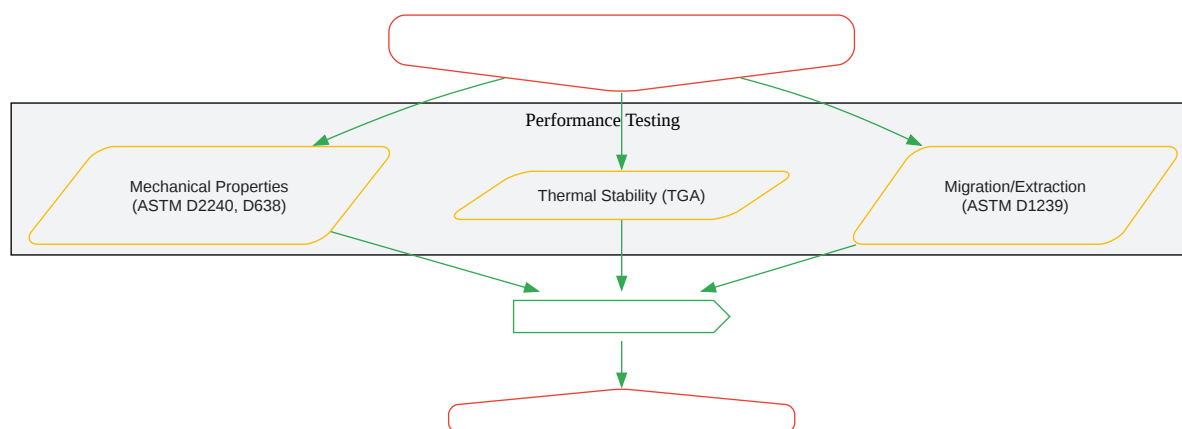 Performance Testing
Mechanical Properties
(ASTM D2240, D638)
Thermal Stability (TGA)
Migration/Extraction
(ASTM D1239)